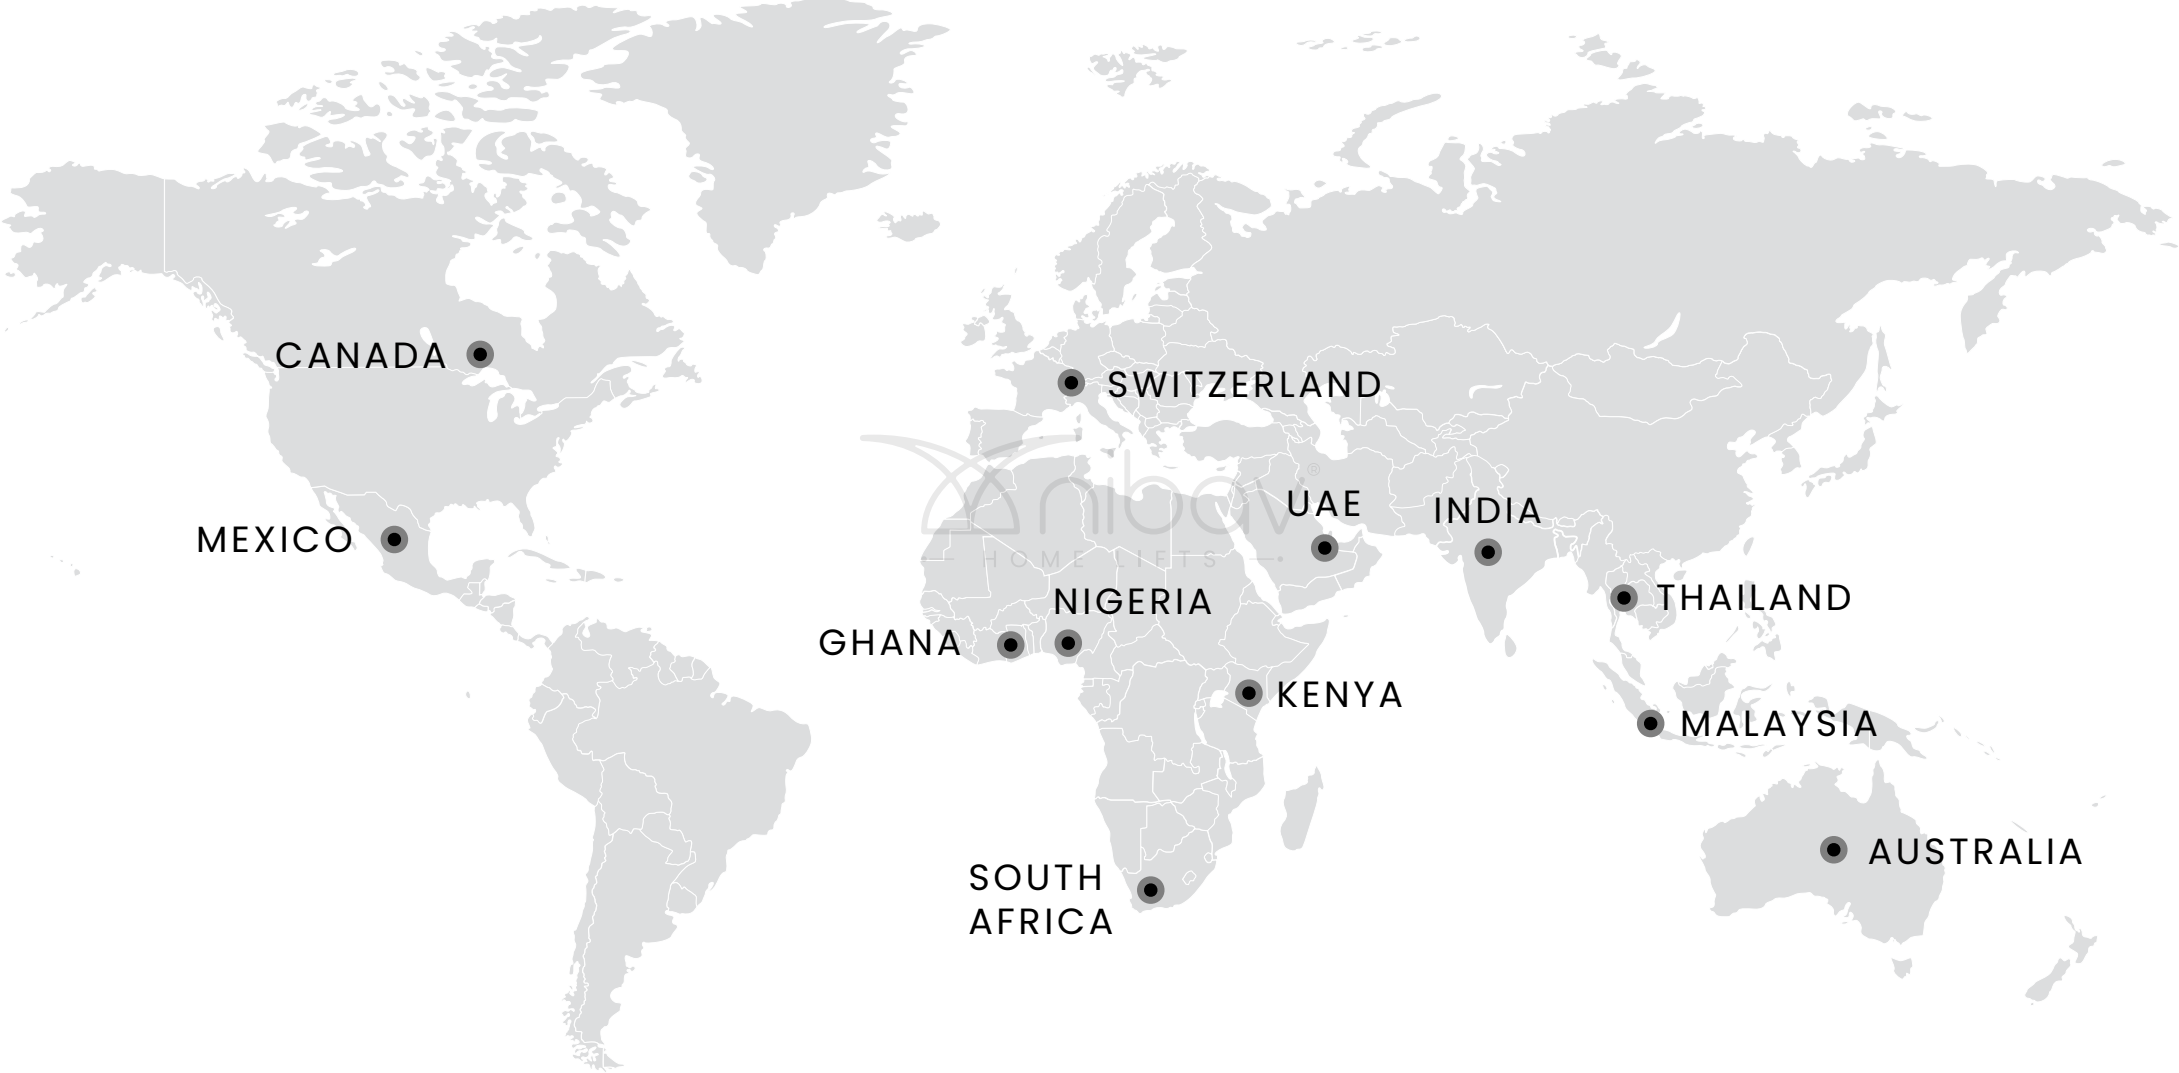 CANADA
SWITZERLAND
nibav®
HOME LIFTS
UAE
INDIA
MEXICO
THAILAND
NIGERIA
GHANA
KENYA
MALAYSIA
AUSTRALIA
SOUTH
AFRICA